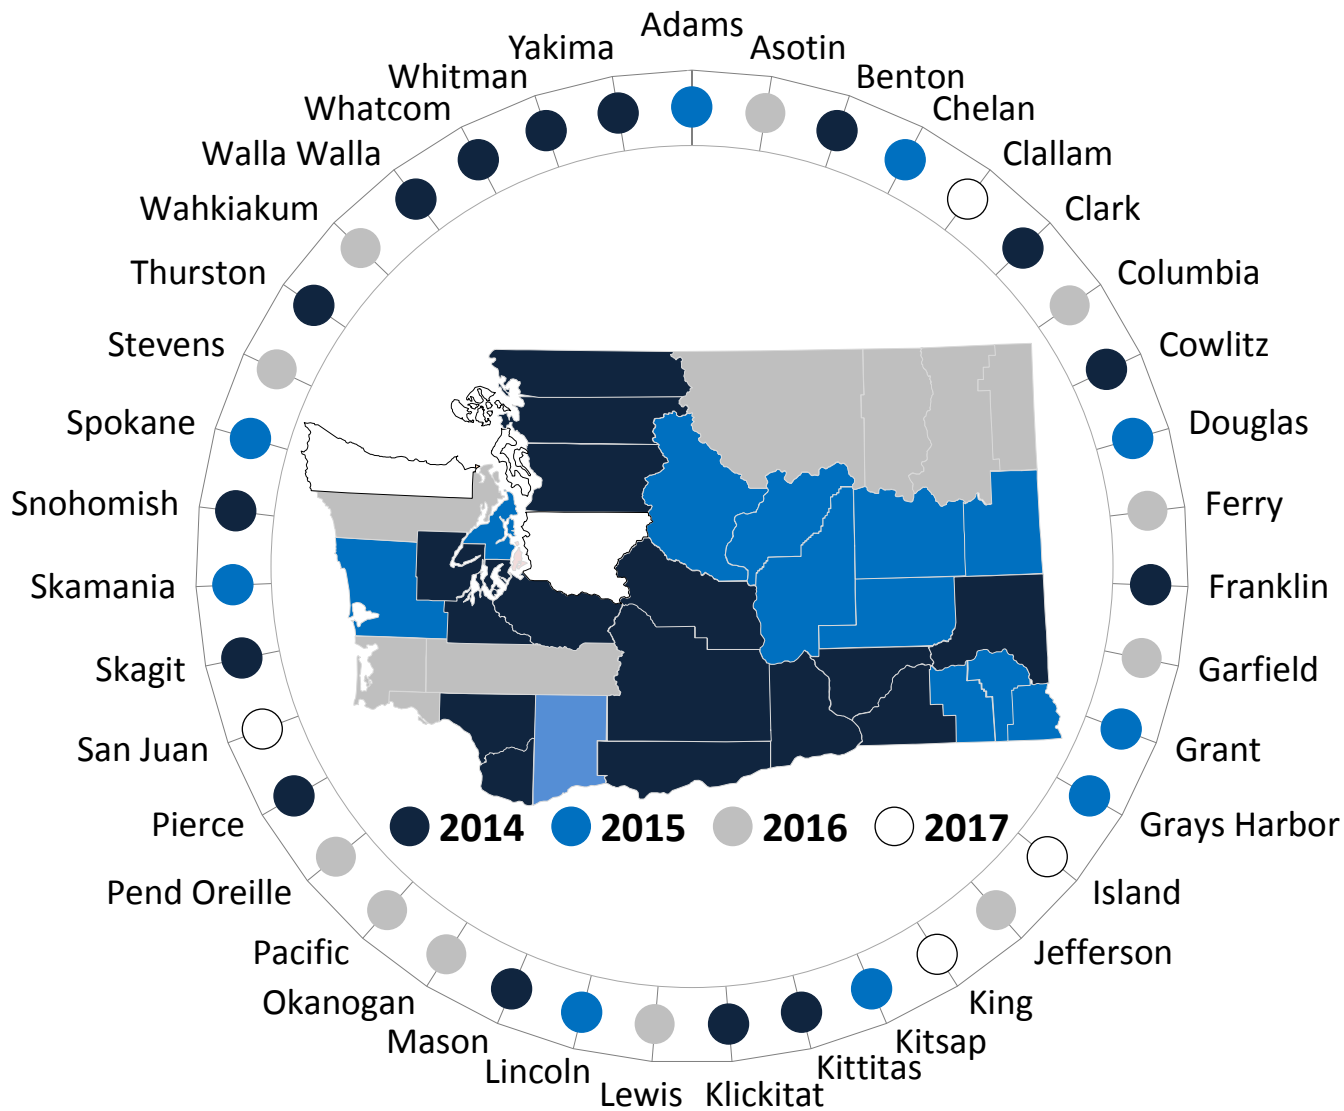 Adams
Asotin
Benton
Chelan
Clallam
Clark
Columbia
Cowlitz
Douglas
Ferry
Franklin
Garfield
Grant
Grays Harbor
Island
Jefferson
King
Kitsap
Kittitas
Klickitat
Lewis
Lincoln
Mason
Okanogan
Pacific
Pend Oreille
Pierce
San Juan
Skagit
Skamania
Snohomish
Spokane
Stevens
Thurston
Wahkiakum
Walla Walla
Whatcom
Whitman
Yakima
2014 2015 2016 2017